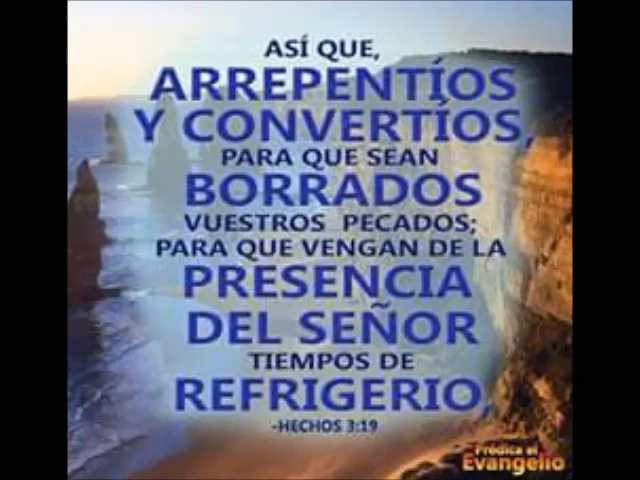 ASÍ QUE,
ARREPENTÍOS
Y CONVERTÍOS,
PARA QUE SEAN
BORRADOS
VUESTROS PECADOS;
PARA QUE VENGAN DE LA
PRESENCIA
DEL SEÑOR
TIEMPOS DE
REFRIGERIO,
-HECHOS 3:19
Predica el
Evangelio